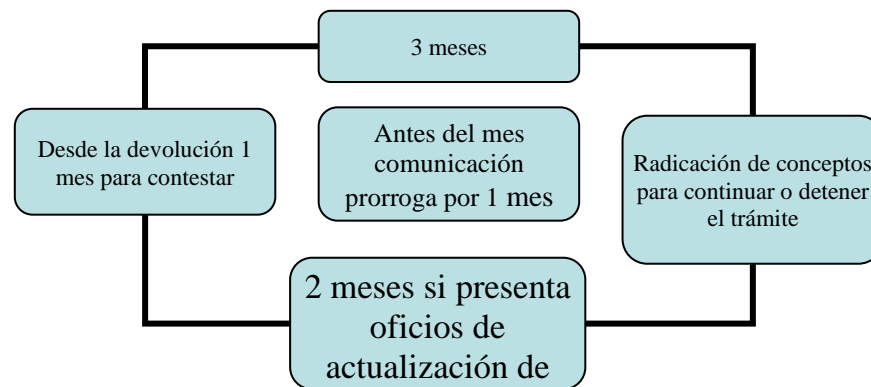 3 meses
Desde la devolución 1
mes para contestar
Antes del mes
comunicación
prorroga por 1 mes
Radicación de conceptos
para continuar o detener
el trámite
2 meses si presenta
oficios de
actualización de